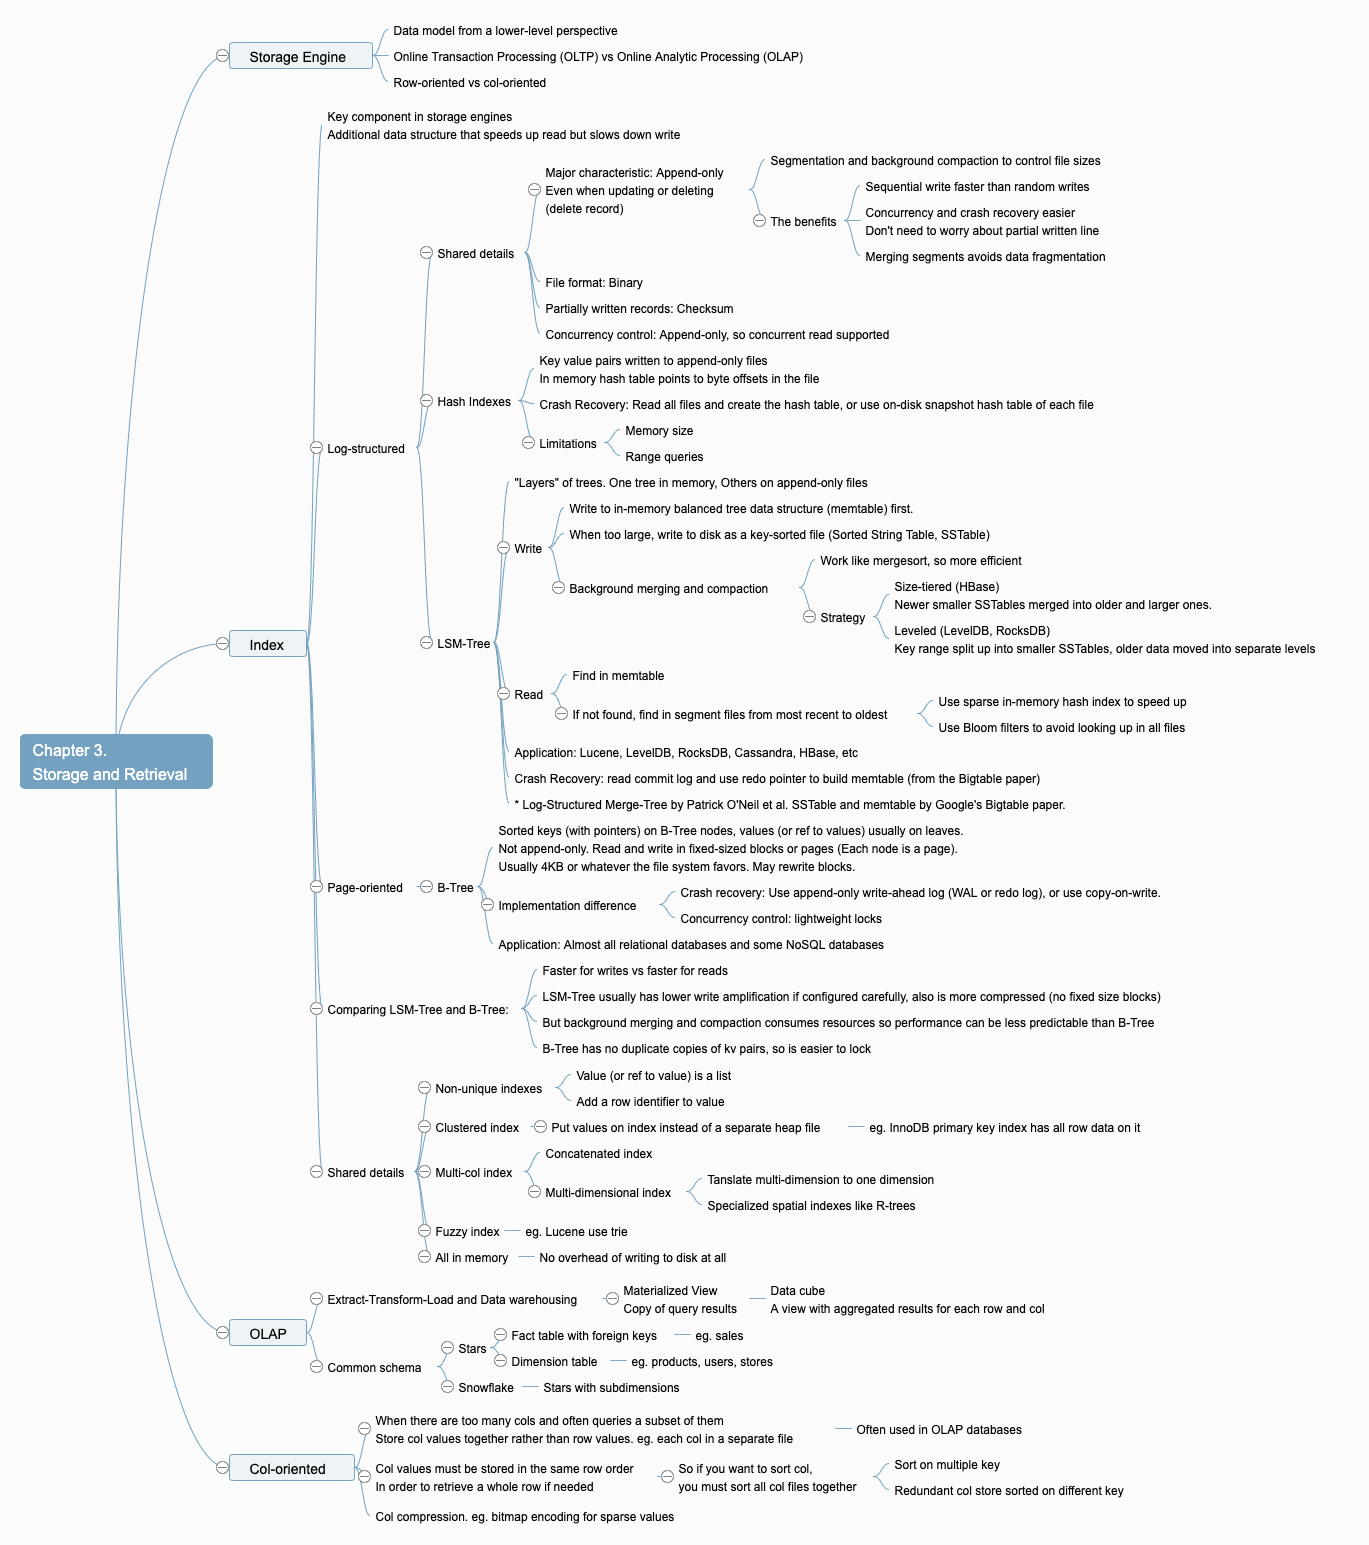 Chapter 3.
Storage and Retrieval
Storage Engine
Data model from a lower-level perspective
Online Transaction Processing (OLTP) vs Online Analytic Processing (OLAP)
Row-oriented vs col-oriented
Index
Key component in storage engines
Additional data structure that speeds up read but slows down write
Log-structured
Shared details
Major characteristic: Append-only
Even when updating or deleting
(delete record)
Segmentation and background compaction to control file sizes
The benefits
Sequential write faster than random writes
Concurrency and crash recovery easier
Don't need to worry about partial written line
Merging segments avoids data fragmentation
File format: Binary
Partially written records: Checksum
Concurrency control: Append-only, so concurrent read supported
Hash Indexes
Key value pairs written to append-only files
In memory hash table points to byte offsets in the file
Crash Recovery: Read all files and create the hash table, or use on-disk snapshot hash table of each file
Limitations
Memory size
Range queries
LSM-Tree
"Layers" of trees. One tree in memory, Others on append-only files
Write
Write to in-memory balanced tree data structure (memtable) first.
When too large, write to disk as a key-sorted file (Sorted String Table, SSTable)
Background merging and compaction
Work like mergesort, so more efficient
Strategy
Size-tiered (HBase)
Newer smaller SSTables merged into older and larger ones.
Leveled (LevelDB, RocksDB)
Key range split up into smaller SSTables, older data moved into separate levels
Read
Find in memtable
If not found, find in segment files from most recent to oldest
Use sparse in-memory hash index to speed up
Use Bloom filters to avoid looking up in all files
Application: Lucene, LevelDB, RocksDB, Cassandra, HBase, etc
Crash Recovery: read commit log and use redo pointer to build memtable (from the Bigtable paper)
* Log-Structured Merge-Tree by Patrick O'Neil et al. SSTable and memtable by Google's Bigtable paper.
Page-oriented
B-Tree
Sorted keys (with pointers) on B-Tree nodes, values (or ref to values) usually on leaves.
Not append-only. Read and write in fixed-sized blocks or pages (Each node is a page).
Usually 4KB or whatever the file system favors. May rewrite blocks.
Implementation difference
Crash recovery: Use append-only write-ahead log (WAL or redo log), or use copy-on-write.
Concurrency control: lightweight locks
Application: Almost all relational databases and some NoSQL databases
Comparing LSM-Tree and B-Tree:
Faster for writes vs faster for reads
LSM-Tree usually has lower write amplification if configured carefully, also is more compressed (no fixed size blocks)
But background merging and compaction consumes resources so performance can be less predictable than B-Tree
B-Tree has no duplicate copies of kv pairs, so is easier to lock
Shared details
Non-unique indexes
Value (or ref to value) is a list
Add a row identifier to value
Clustered index
Put values on index instead of a separate heap file
eg. InnoDB primary key index has all row data on it
Multi-col index
Concatenated index
Multi-dimensional index
Tanslate multi-dimension to one dimension
Specialized spatial indexes like R-trees
Fuzzy index
eg. Lucene use trie
All in memory
No overhead of writing to disk at all
OLAP
Extract-Transform-Load and Data warehousing
Materialized View
Copy of query results
Data cube
A view with aggregated results for each row and col
Common schema
Stars
Fact table with foreign keys
eg. sales
Dimension table
eg. products, users, stores
Snowflake
Stars with subdimensions
Col-oriented
When there are too many cols and often queries a subset of them
Store col values together rather than row values. eg. each col in a separate file
Often used in OLAP databases
Col values must be stored in the same row order
In order to retrieve a whole row if needed
So if you want to sort col,
you must sort all col files together
Sort on multiple key
Redundant col store sorted on different key
Col compression. eg. bitmap encoding for sparse values